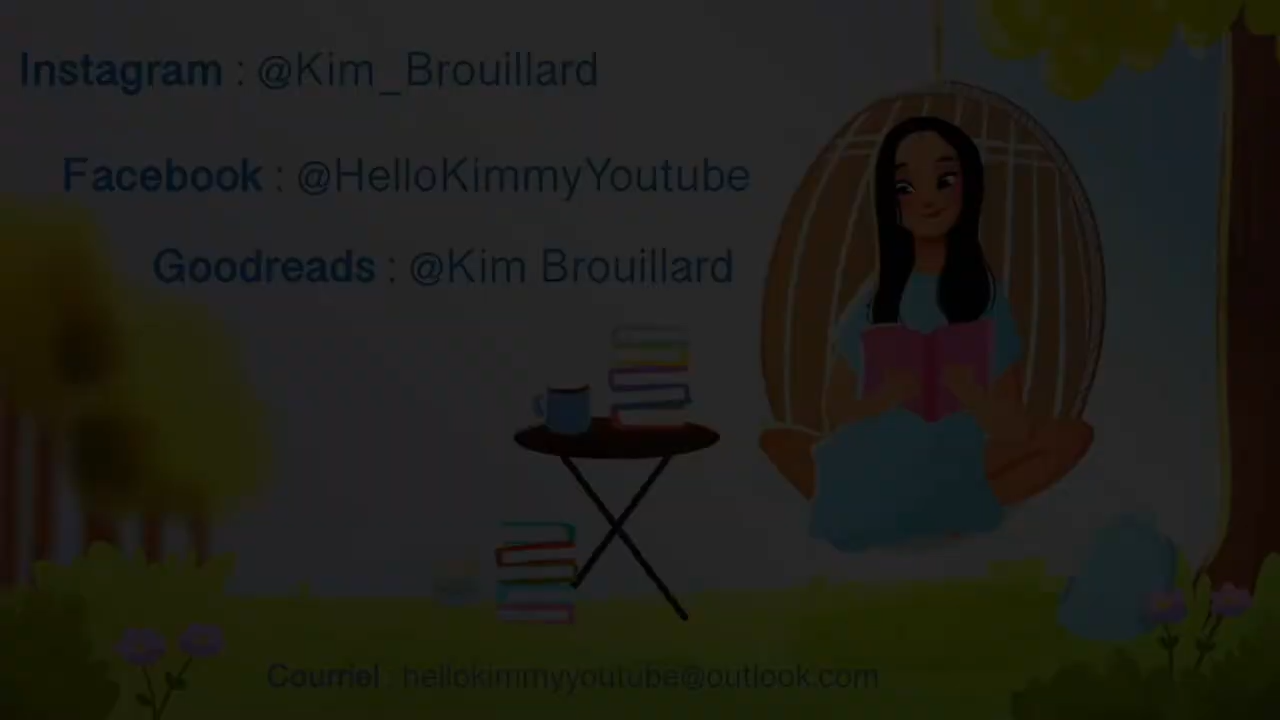 Instagram : @Kim_Brouillard
Facebook : @HelloKimmyYoutube
Goodreads : @Kim Brouillard
Courriel : hellokimmyyoutube@outlook.com